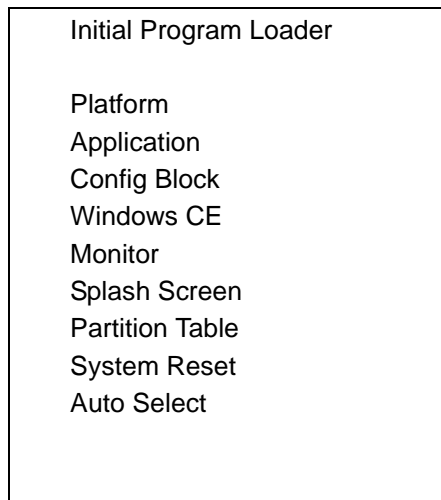 Initial Program Loader
Platform
Application
Config Block
Windows CE
Monitor
Splash Screen
Partition Table
System Reset
Auto Select